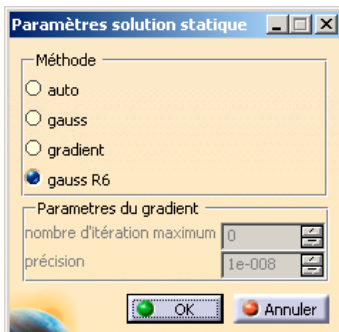 Paramètres solution statique
Méthode
auto
gauss
gradient
gauss R6
Parametres du gradient
nombre d'itération maximum 0
précision 1e-008
OK Annuler